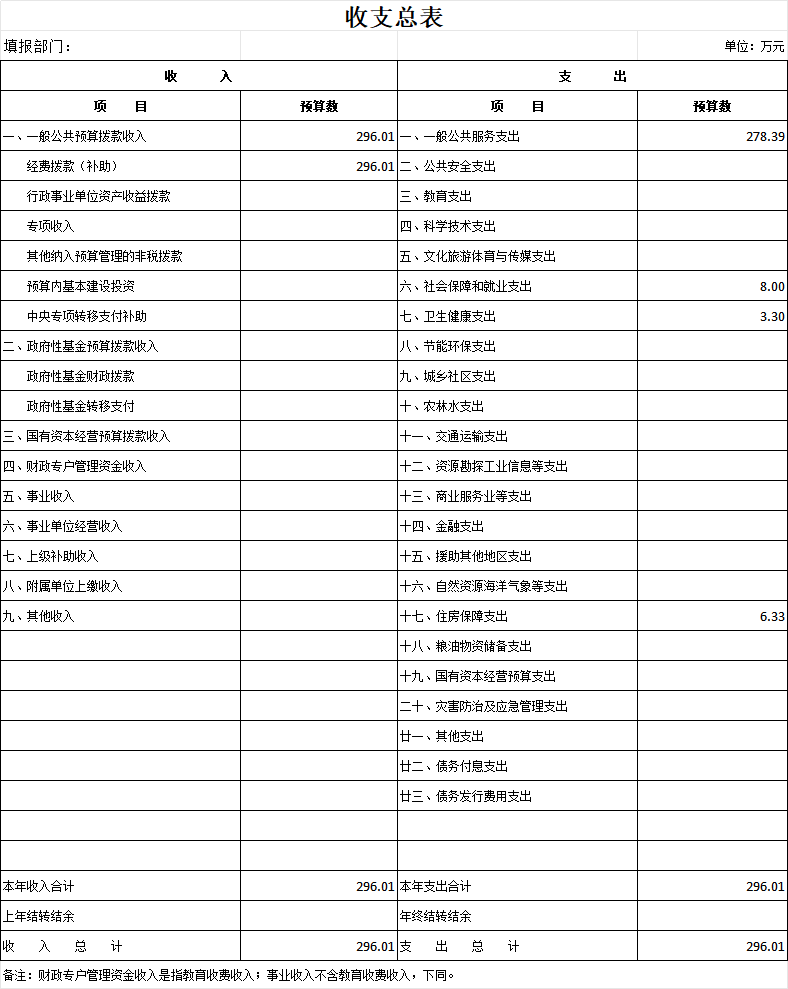 收支总表
填报部门： 单位：万元
收 入 支 出
项 目 预算数 项 目 预算数
一、一般公共预算拨款收入 296.01 一、一般公共服务支出 278.39
经费拨款（补助） 296.01 二、公共安全支出
行政事业单位资产收益拨款 三、教育支出
专项收入 四、科学技术支出
其他纳入预算管理的非税拨款 五、文化旅游体育与传媒支出
预算内基本建设投资 六、社会保障和就业支出 8.00
中央专项转移支付补助 七、卫生健康支出 3.30
二、政府性基金预算拨款收入 八、节能环保支出
政府性基金财政拨款 九、城乡社区支出
政府性基金转移支付 十、农林水支出
三、国有资本经营预算拨款收入 十一、交通运输支出
四、财政专户管理资金收入 十二、资源勘探工业信息等支出
五、事业收入 十三、商业服务业等支出
六、事业单位经营收入 十四、金融支出
七、上级补助收入 十五、援助其他地区支出
八、附属单位上缴收入 十六、自然资源海洋气象等支出
九、其他收入 十七、住房保障支出 6.33
十八、粮油物资储备支出
十九、国有资本经营预算支出
二十、灾害防治及应急管理支出
廿一、其他支出
廿二、债务付息支出
廿三、债务发行费用支出
本年收入合计 296.01 本年支出合计 296.01
上年结转结余 年终结转结余
收 入 总 计 296.01 支 出 总 计 296.01
备注：财政专户管理资金收入是指教育收费收入；事业收入不含教育收费收入，下同。